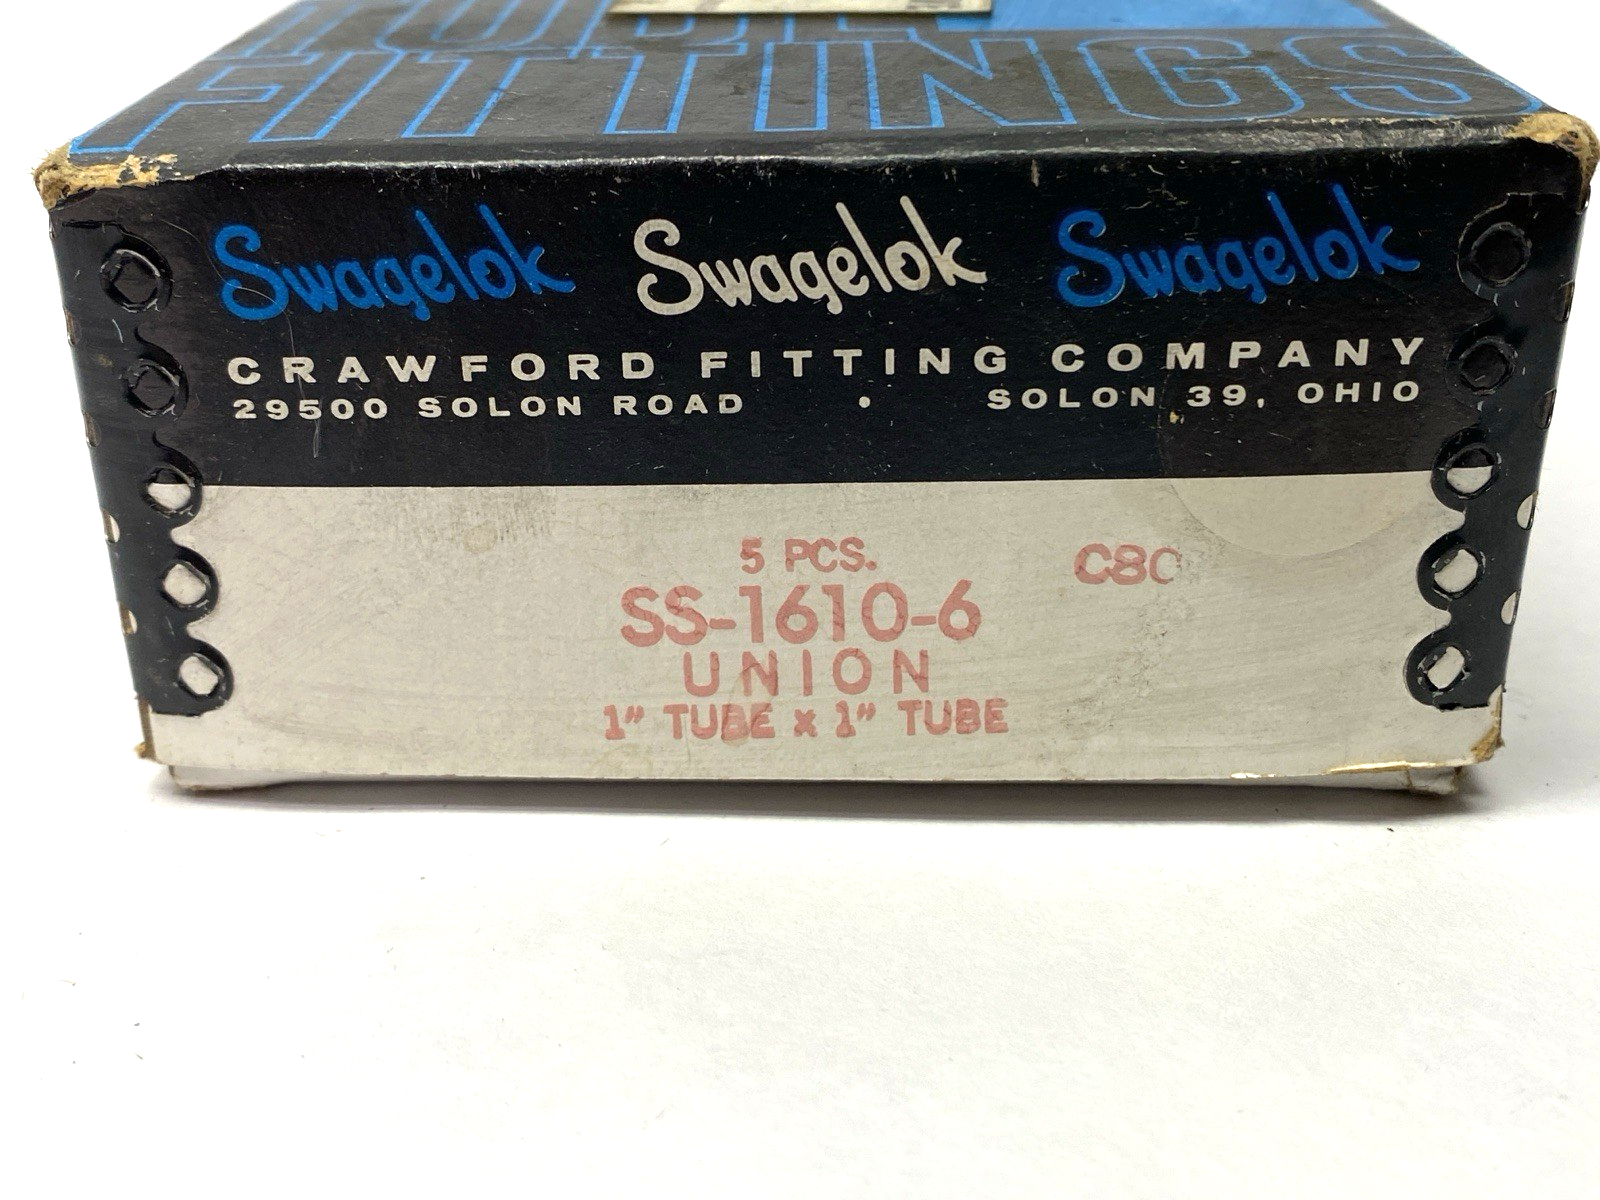 TUBE
FITTINGS
Swagelok Swagelok Swagelok
CRAWFORD FITTING COMPANY
29500 SOLON ROAD • SOLON 39, OHIO
5 PCS.
SS-1610-6
UNION
1" TUBE x 1" TUBE